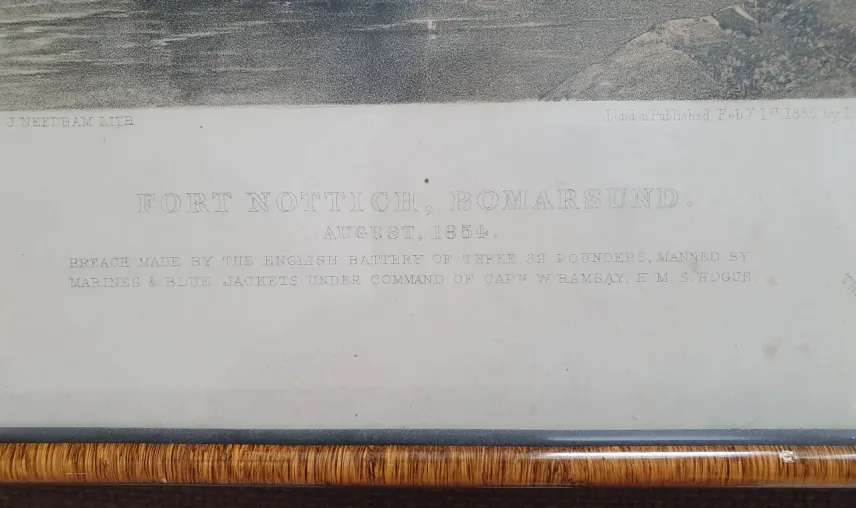 J. NEEDHAM LITH
London Published Feby 1st 1855 by
FORT NOTTICH, BOMARSUND.
AUGUST, 1854.
BREACH MADE BY THE ENGLISH BATTERY OF THREE 32 POUNDERS, MANNED BY
MARINES & BLUE JACKETS UNDER COMMAND OF CAPN W. RAMSAY, H. M. S. HOGUE.